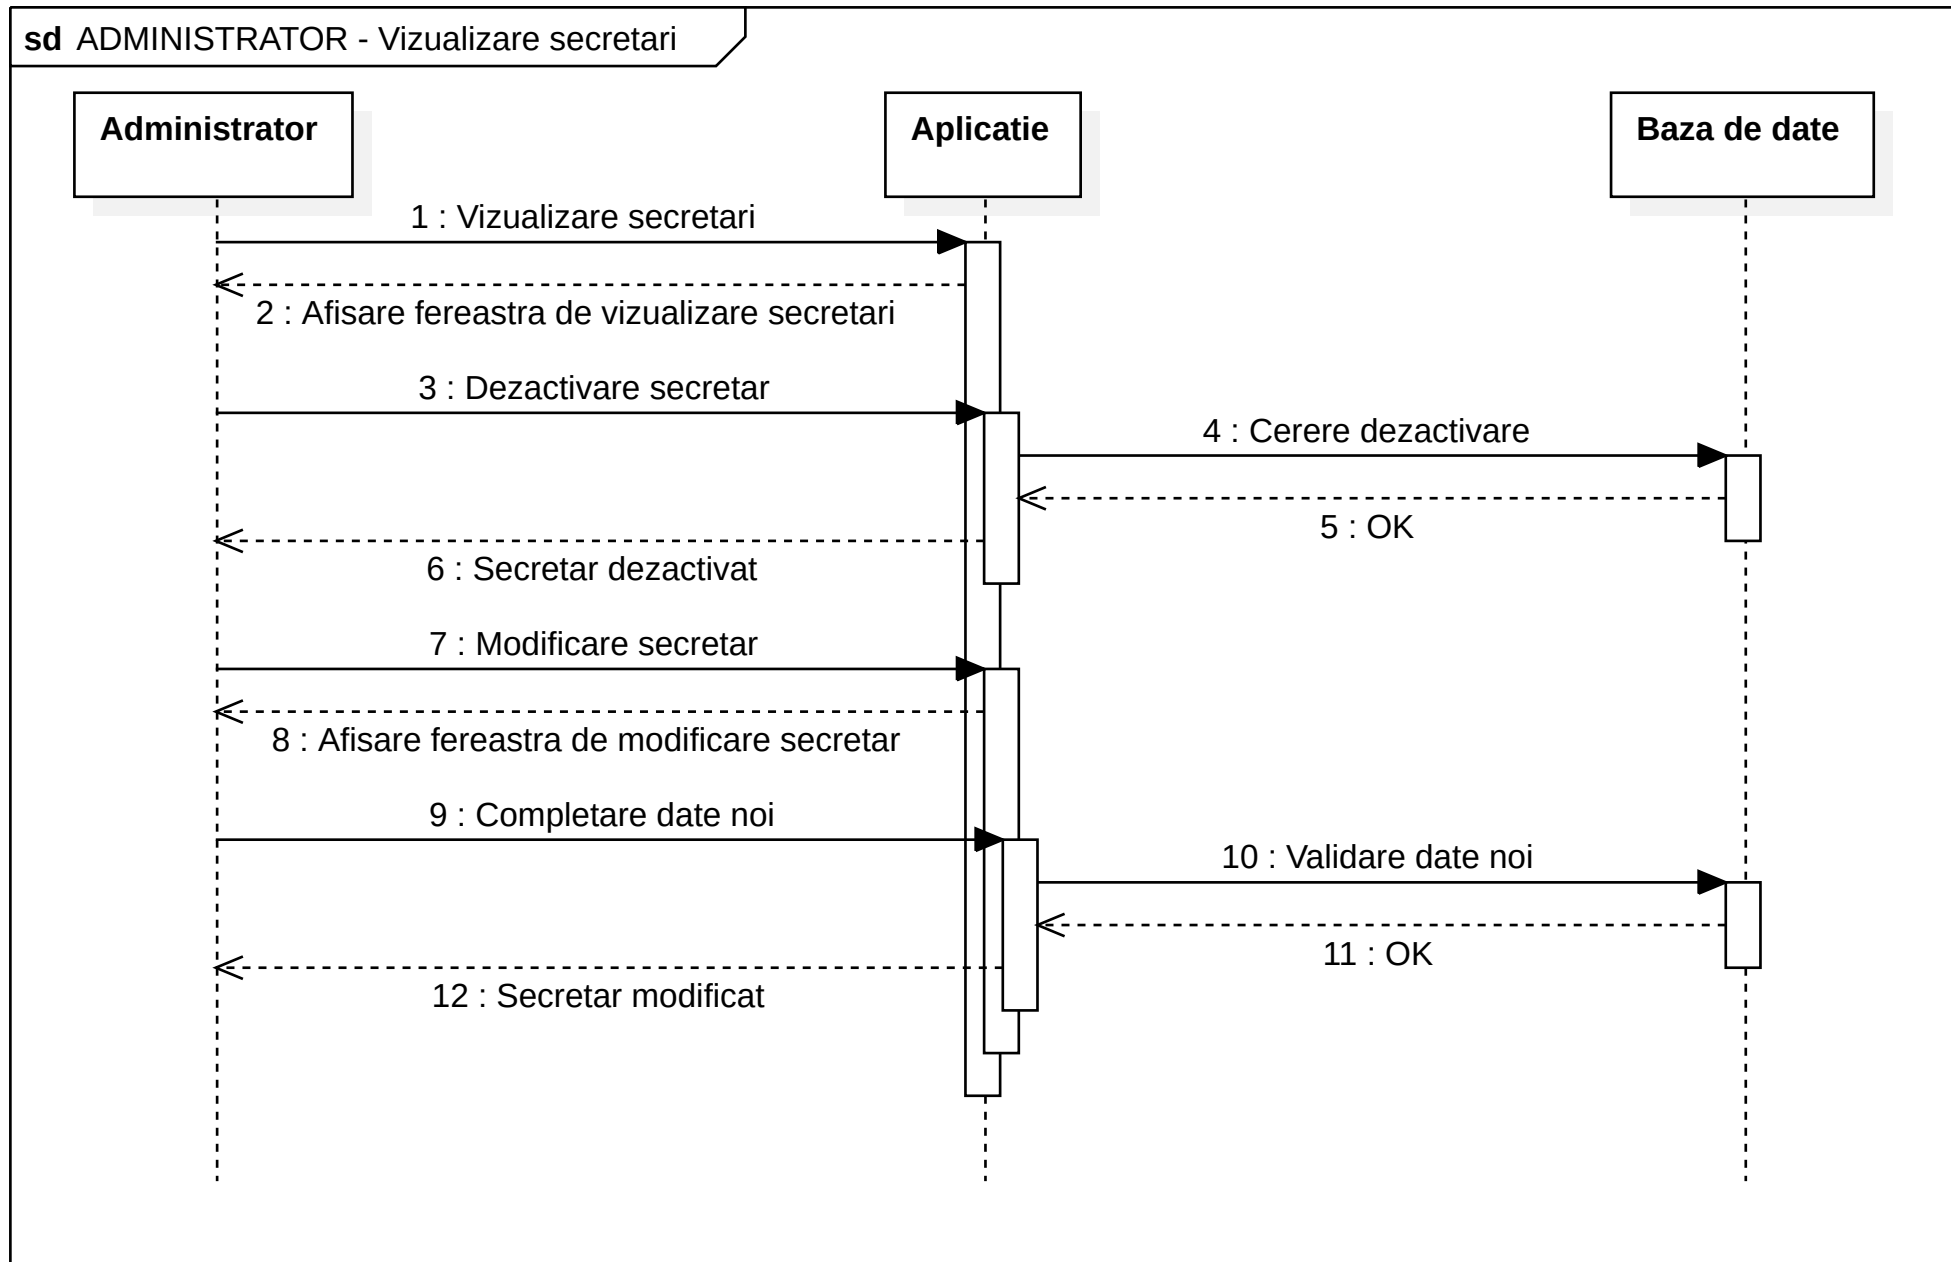 sd ADMINISTRATOR - Vizualizare secretari
Administrator
Aplicatie
Baza de date
1 : Vizualizare secretari
2 : Afisare fereastra de vizualizare secretari
3 : Dezactivare secretar
4 : Cerere dezactivare
5 : OK
6 : Secretar dezactivat
7 : Modificare secretar
8 : Afisare fereastra de modificare secretar
9 : Completare date noi
10 : Validare date noi
11 : OK
12 : Secretar modificat